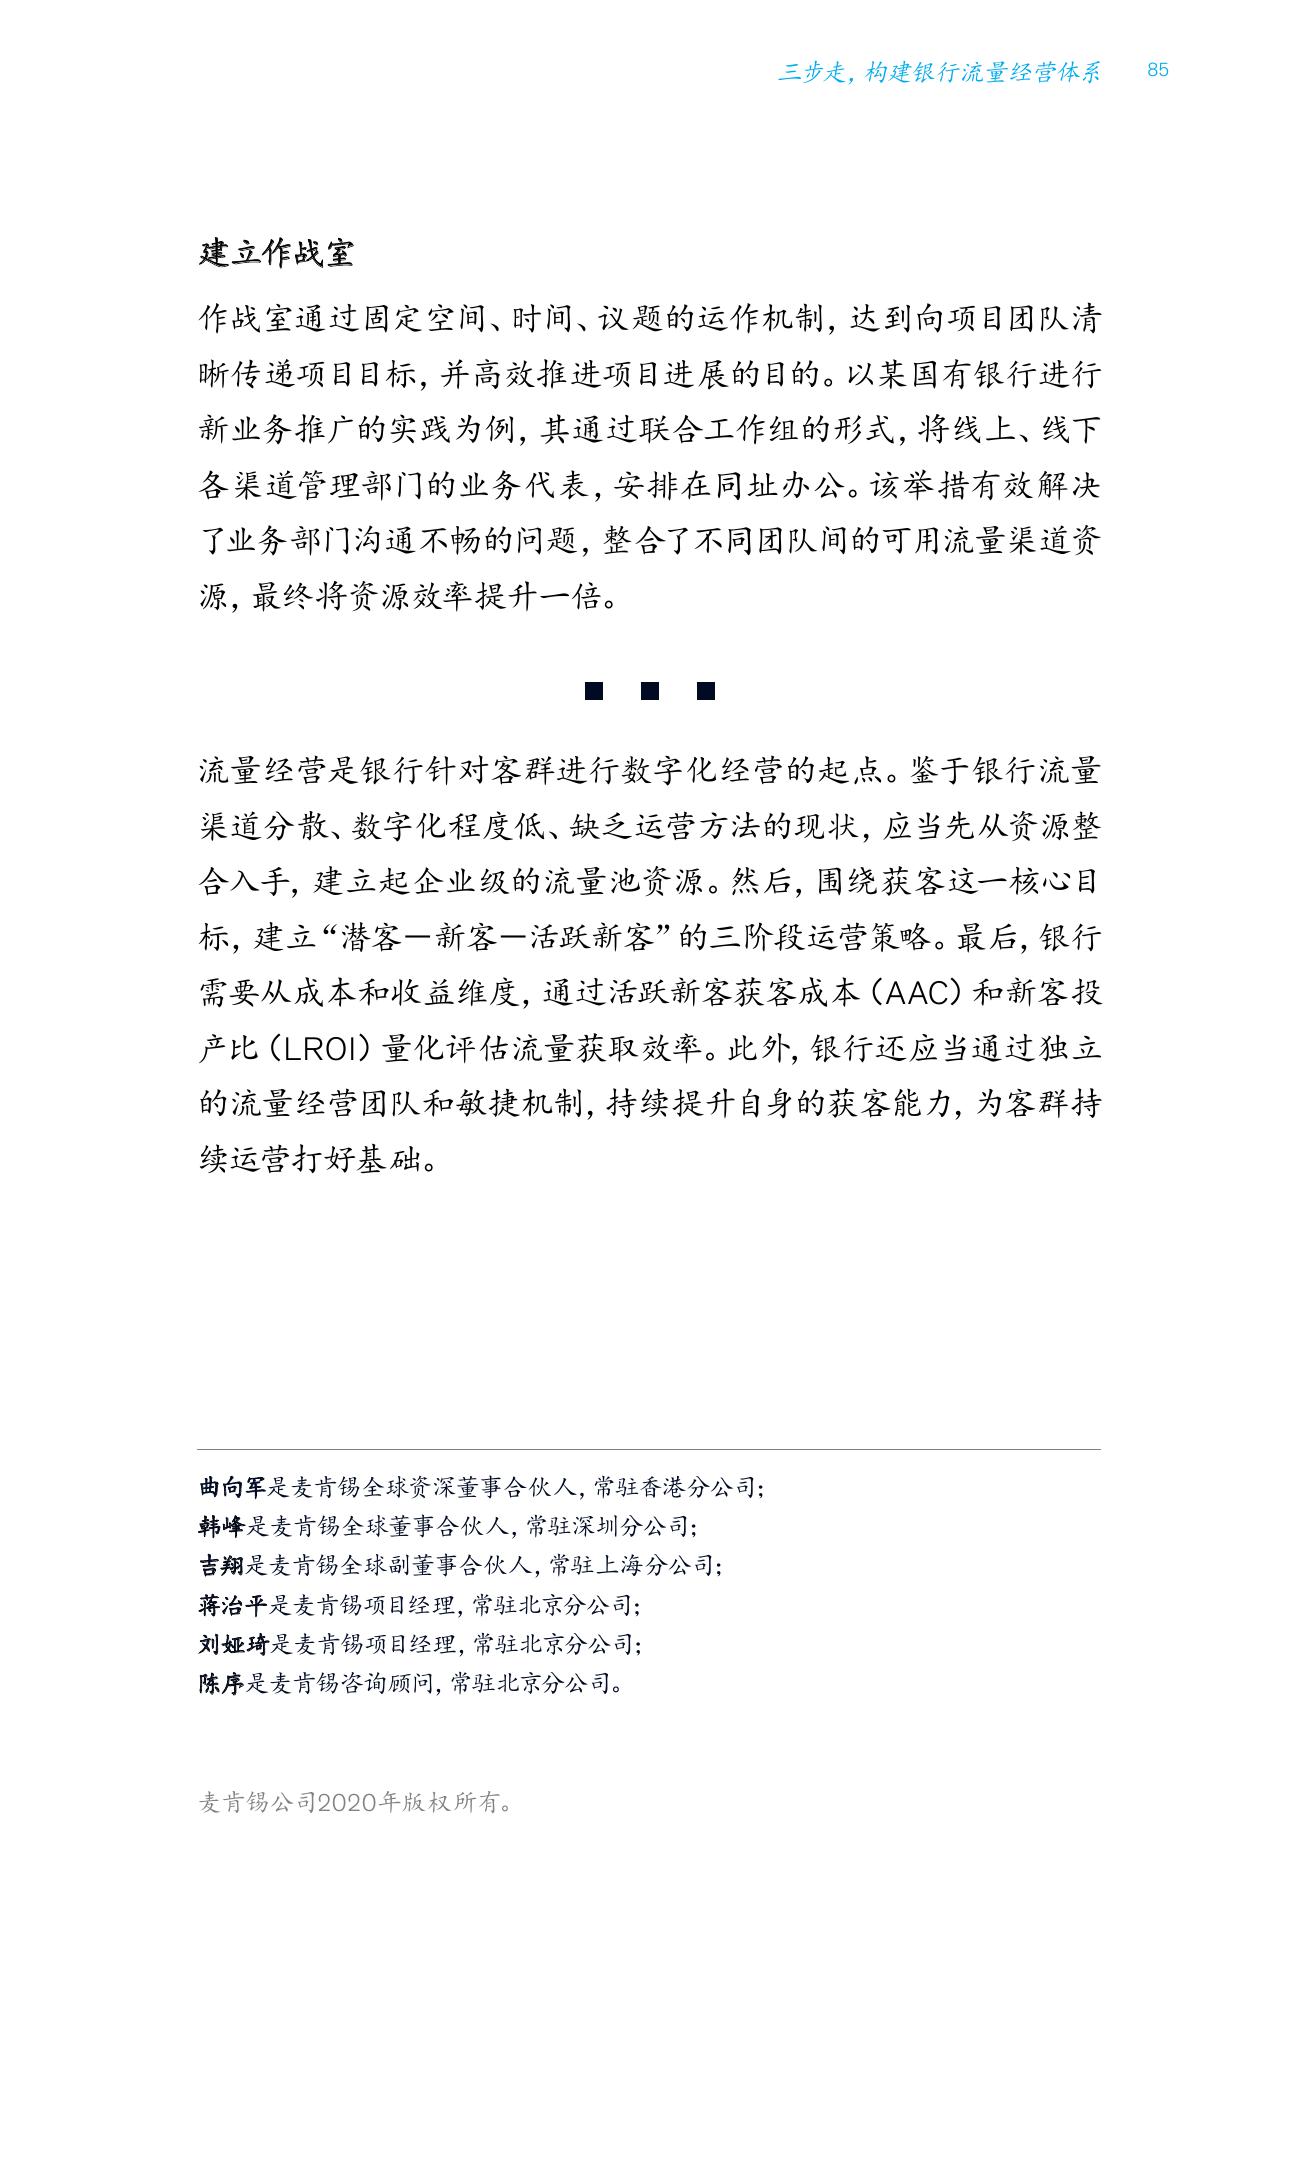 三步走，构建银行流量经营体系 85
建立作战室
作战室通过固定空间、时间、议题的运作机制，达到向项目团队清
晰传递项目目标，并高效推进项目进展的目的。以某国有银行进行
新业务推广的实践为例，其通过联合工作组的形式，将线上、线下
各渠道管理部门的业务代表，安排在同址办公。该举措有效解决
了业务部门沟通不畅的问题，整合了不同团队间的可用流量渠道资
源，最终将资源效率提升一倍。
流量经营是银行针对客群进行数字化经营的起点。鉴于银行流量
渠道分散、数字化程度低、缺乏运营方法的现状，应当先从资源整
合入手，建立起企业级的流量池资源。然后，围绕获客这一核心目
标，建立“潜客—新客—活跃新客”的三阶段运营策略。最后，银行
需要从成本和收益维度，通过活跃新客获客成本（AAC）和新客投
产比（LROI）量化评估流量获取效率。此外，银行还应当通过独立
的流量经营团队和敏捷机制，持续提升自身的获客能力，为客群持
续运营打好基础。
曲向军是麦肯锡全球资深董事合伙人，常驻香港分公司；
韩峰是麦肯锡全球董事合伙人，常驻深圳分公司；
吉翔是麦肯锡全球副董事合伙人，常驻上海分公司；
蒋治平是麦肯锡项目经理，常驻北京分公司；
刘娅琦是麦肯锡项目经理，常驻北京分公司；
陈序是麦肯锡咨询顾问，常驻北京分公司。
麦肯锡公司2020年版权所有。